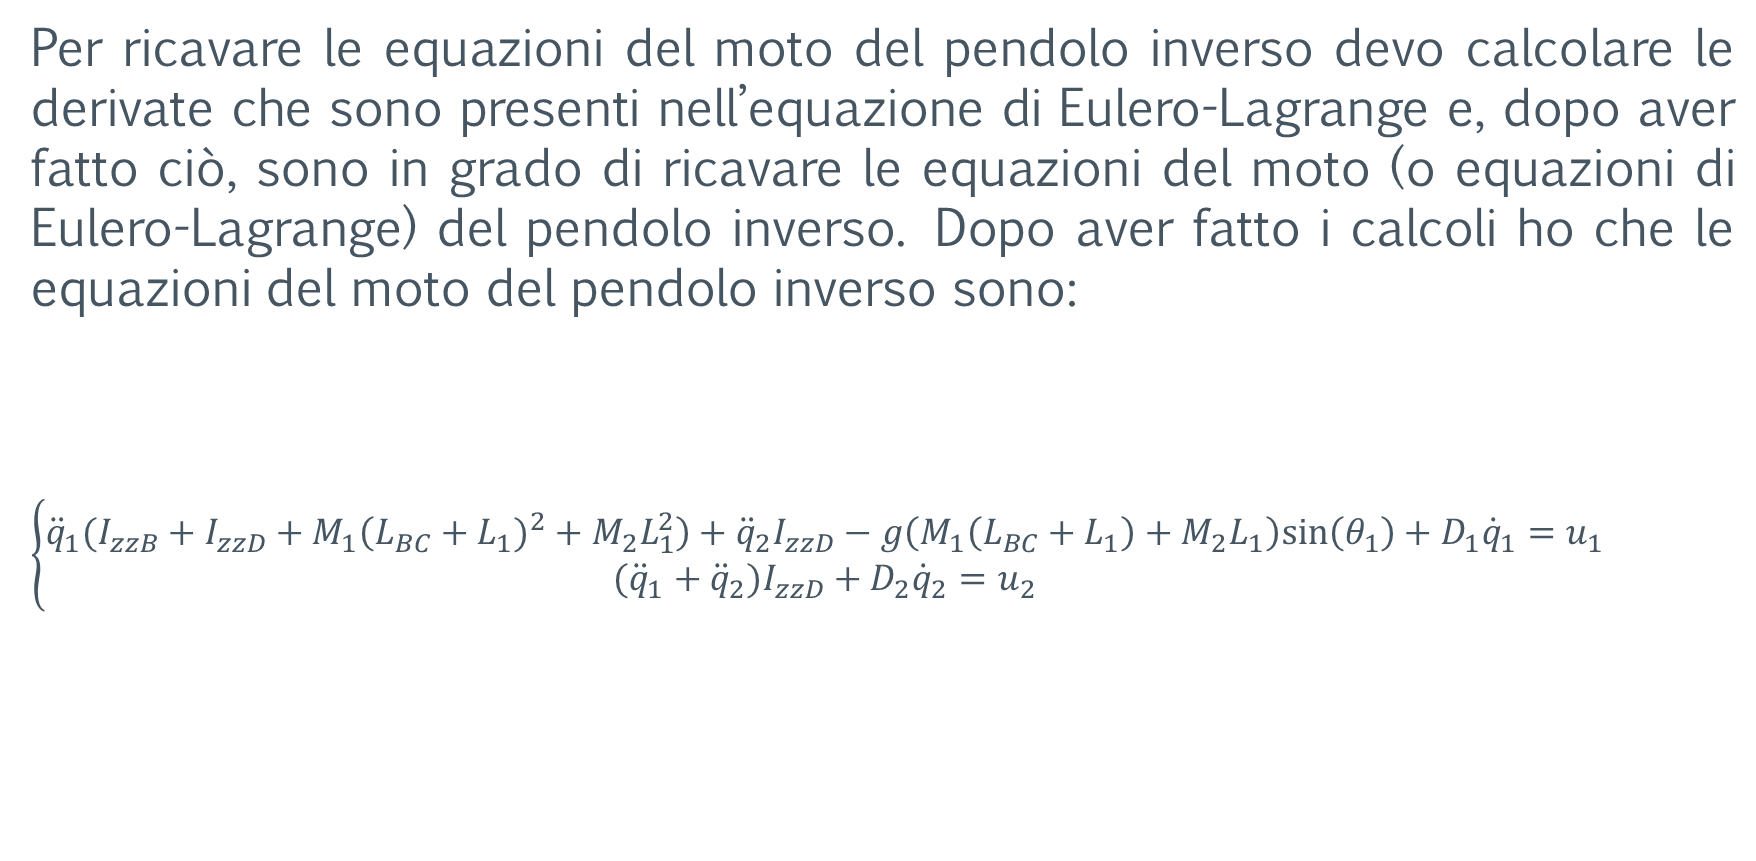 Per ricavare le equazioni del moto del pendolo inverso devo calcolare le
derivate che sono presenti nell’equazione di Eulero-Lagrange e, dopo aver
fatto ciò, sono in grado di ricavare le equazioni del moto (o equazioni di
Eulero-Lagrange) del pendolo inverso. Dopo aver fatto i calcoli ho che le
equazioni del moto del pendolo inverso sono:
{q̈₁(I_zzB + I_zzD + M₁(L_BC + L₁)² + M₂L₁²) + q̈₂I_zzD − g(M₁(L_BC + L₁) + M₂L₁)sin(θ₁) + D₁q̇₁ = u₁
(q̈₁ + q̈₂)I_zzD + D₂q̇₂ = u₂